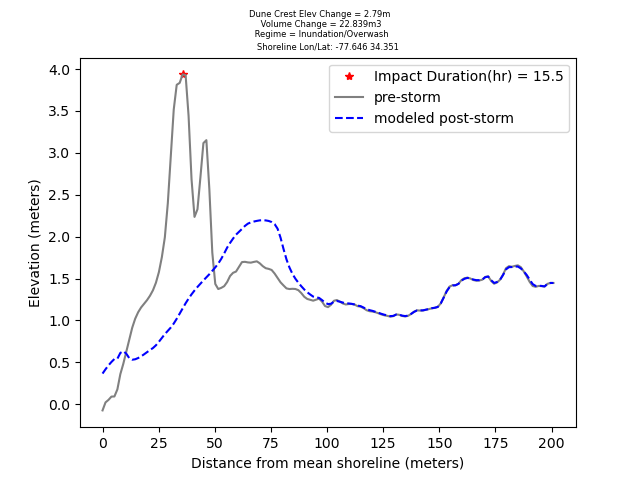 Dune Crest Elev Change = 2.79m
Volume Change = 22.839m3
Regime = Inundation/Overwash
Shoreline Lon/Lat: -77.646 34.351
Impact Duration(hr) = 15.5
pre-storm
modeled post-storm
Elevation (meters)
4.0
3.5
3.0
2.5
2.0
1.5
1.0
0.5
0.0
0 25 50 75 100 125 150 175 200
Distance from mean shoreline (meters)